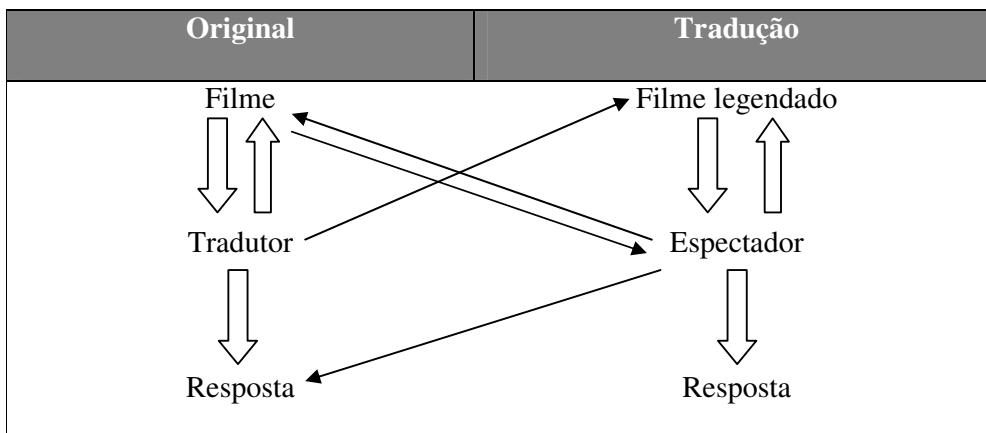 Original Tradução
Filme Filme legendado
Tradutor Espectador
Resposta Resposta